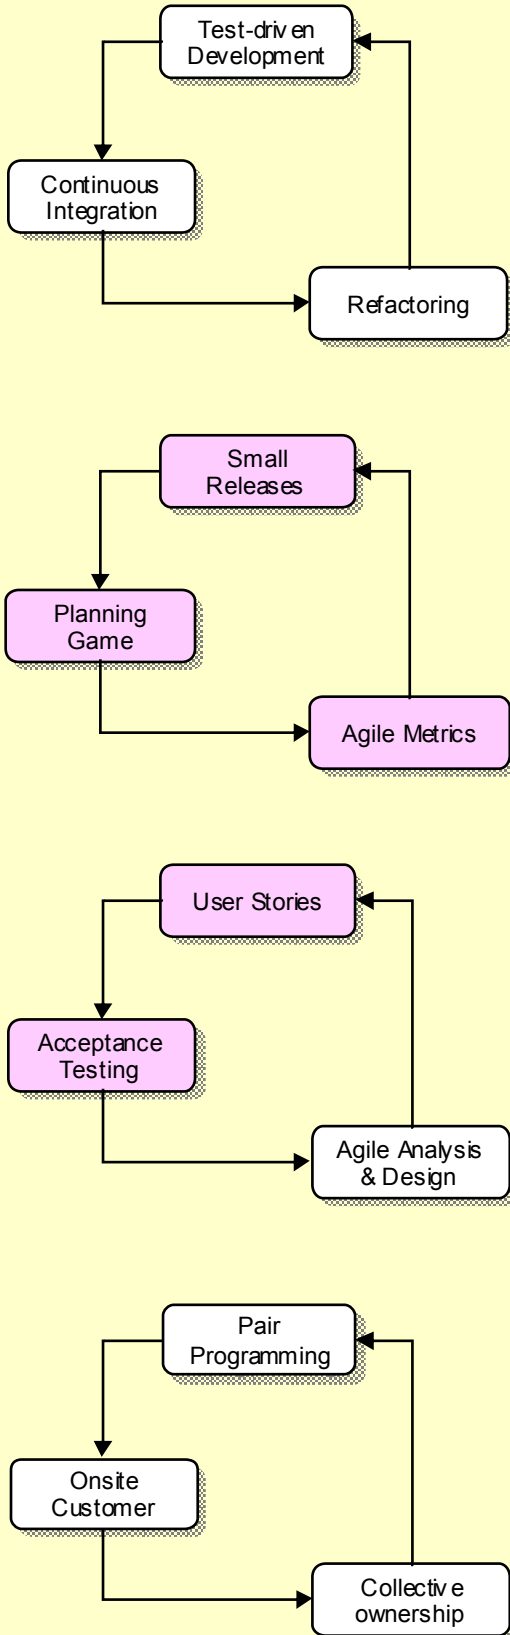 Test-driven
Development
Continuous
Integration
Refactoring
Small
Releases
Planning
Game
Agile Metrics
User Stories
Acceptance
Testing
Agile Analysis
& Design
Pair
Programming
Onsite
Customer
Collective
ownership